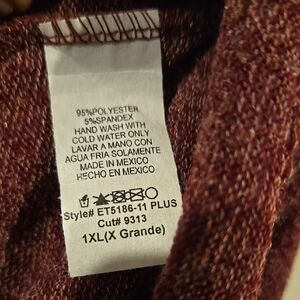 95%POLYESTER
5%SPANDEX
HAND WASH WITH
COLD WATER ONLY
LAVAR A MANO CON
AGUA FRIA SOLAMENTE
MADE IN MEXICO
HECHO EN MEXICO
Style# ET5186-11 PLUS
Cut# 9313
1XL(X Grande)